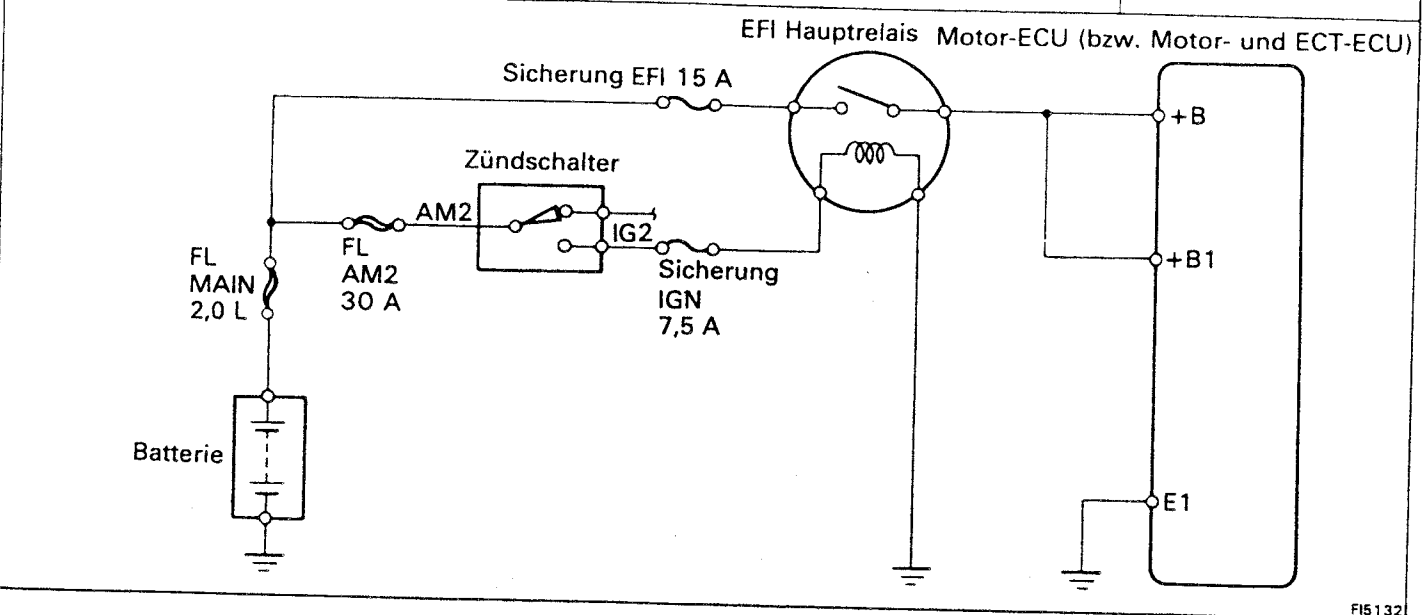 EFI Hauptrelais
Motor-ECU (bzw. Motor- und ECT-ECU)
Sicherung EFI 15 A
+B
Zündschalter
AM2
IG2
FL
MAIN
2,0 L
FL
AM2
30 A
Sicherung
IGN
7,5 A
+B1
Batterie
E1
FI5132